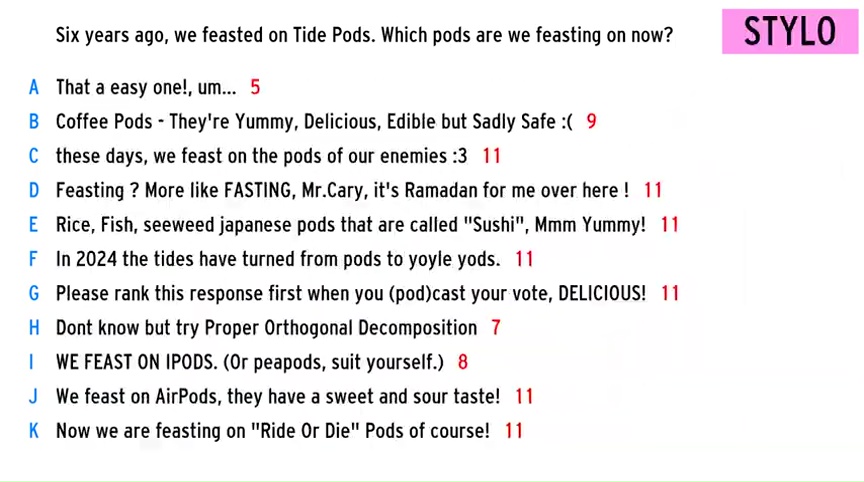 Six years ago, we feasted on Tide Pods. Which pods are we feasting on now?
STYLO
A That a easy one!, um... 5
B Coffee Pods - They're Yummy, Delicious, Edible but Sadly Safe :( 9
C these days, we feast on the pods of our enemies :3 11
D Feasting ? More like FASTING, Mr.Cary, it's Ramadan for me over here ! 11
E Rice, Fish, seeweed japanese pods that are called "Sushi", Mmm Yummy! 11
F In 2024 the tides have turned from pods to yoyle yods. 11
G Please rank this response first when you (pod)cast your vote, DELICIOUS! 11
H Dont know but try Proper Orthogonal Decomposition 7
I WE FEAST ON IPODS. (Or peapods, suit yourself.) 8
J We feast on AirPods, they have a sweet and sour taste! 11
K Now we are feasting on "Ride Or Die" Pods of course! 11